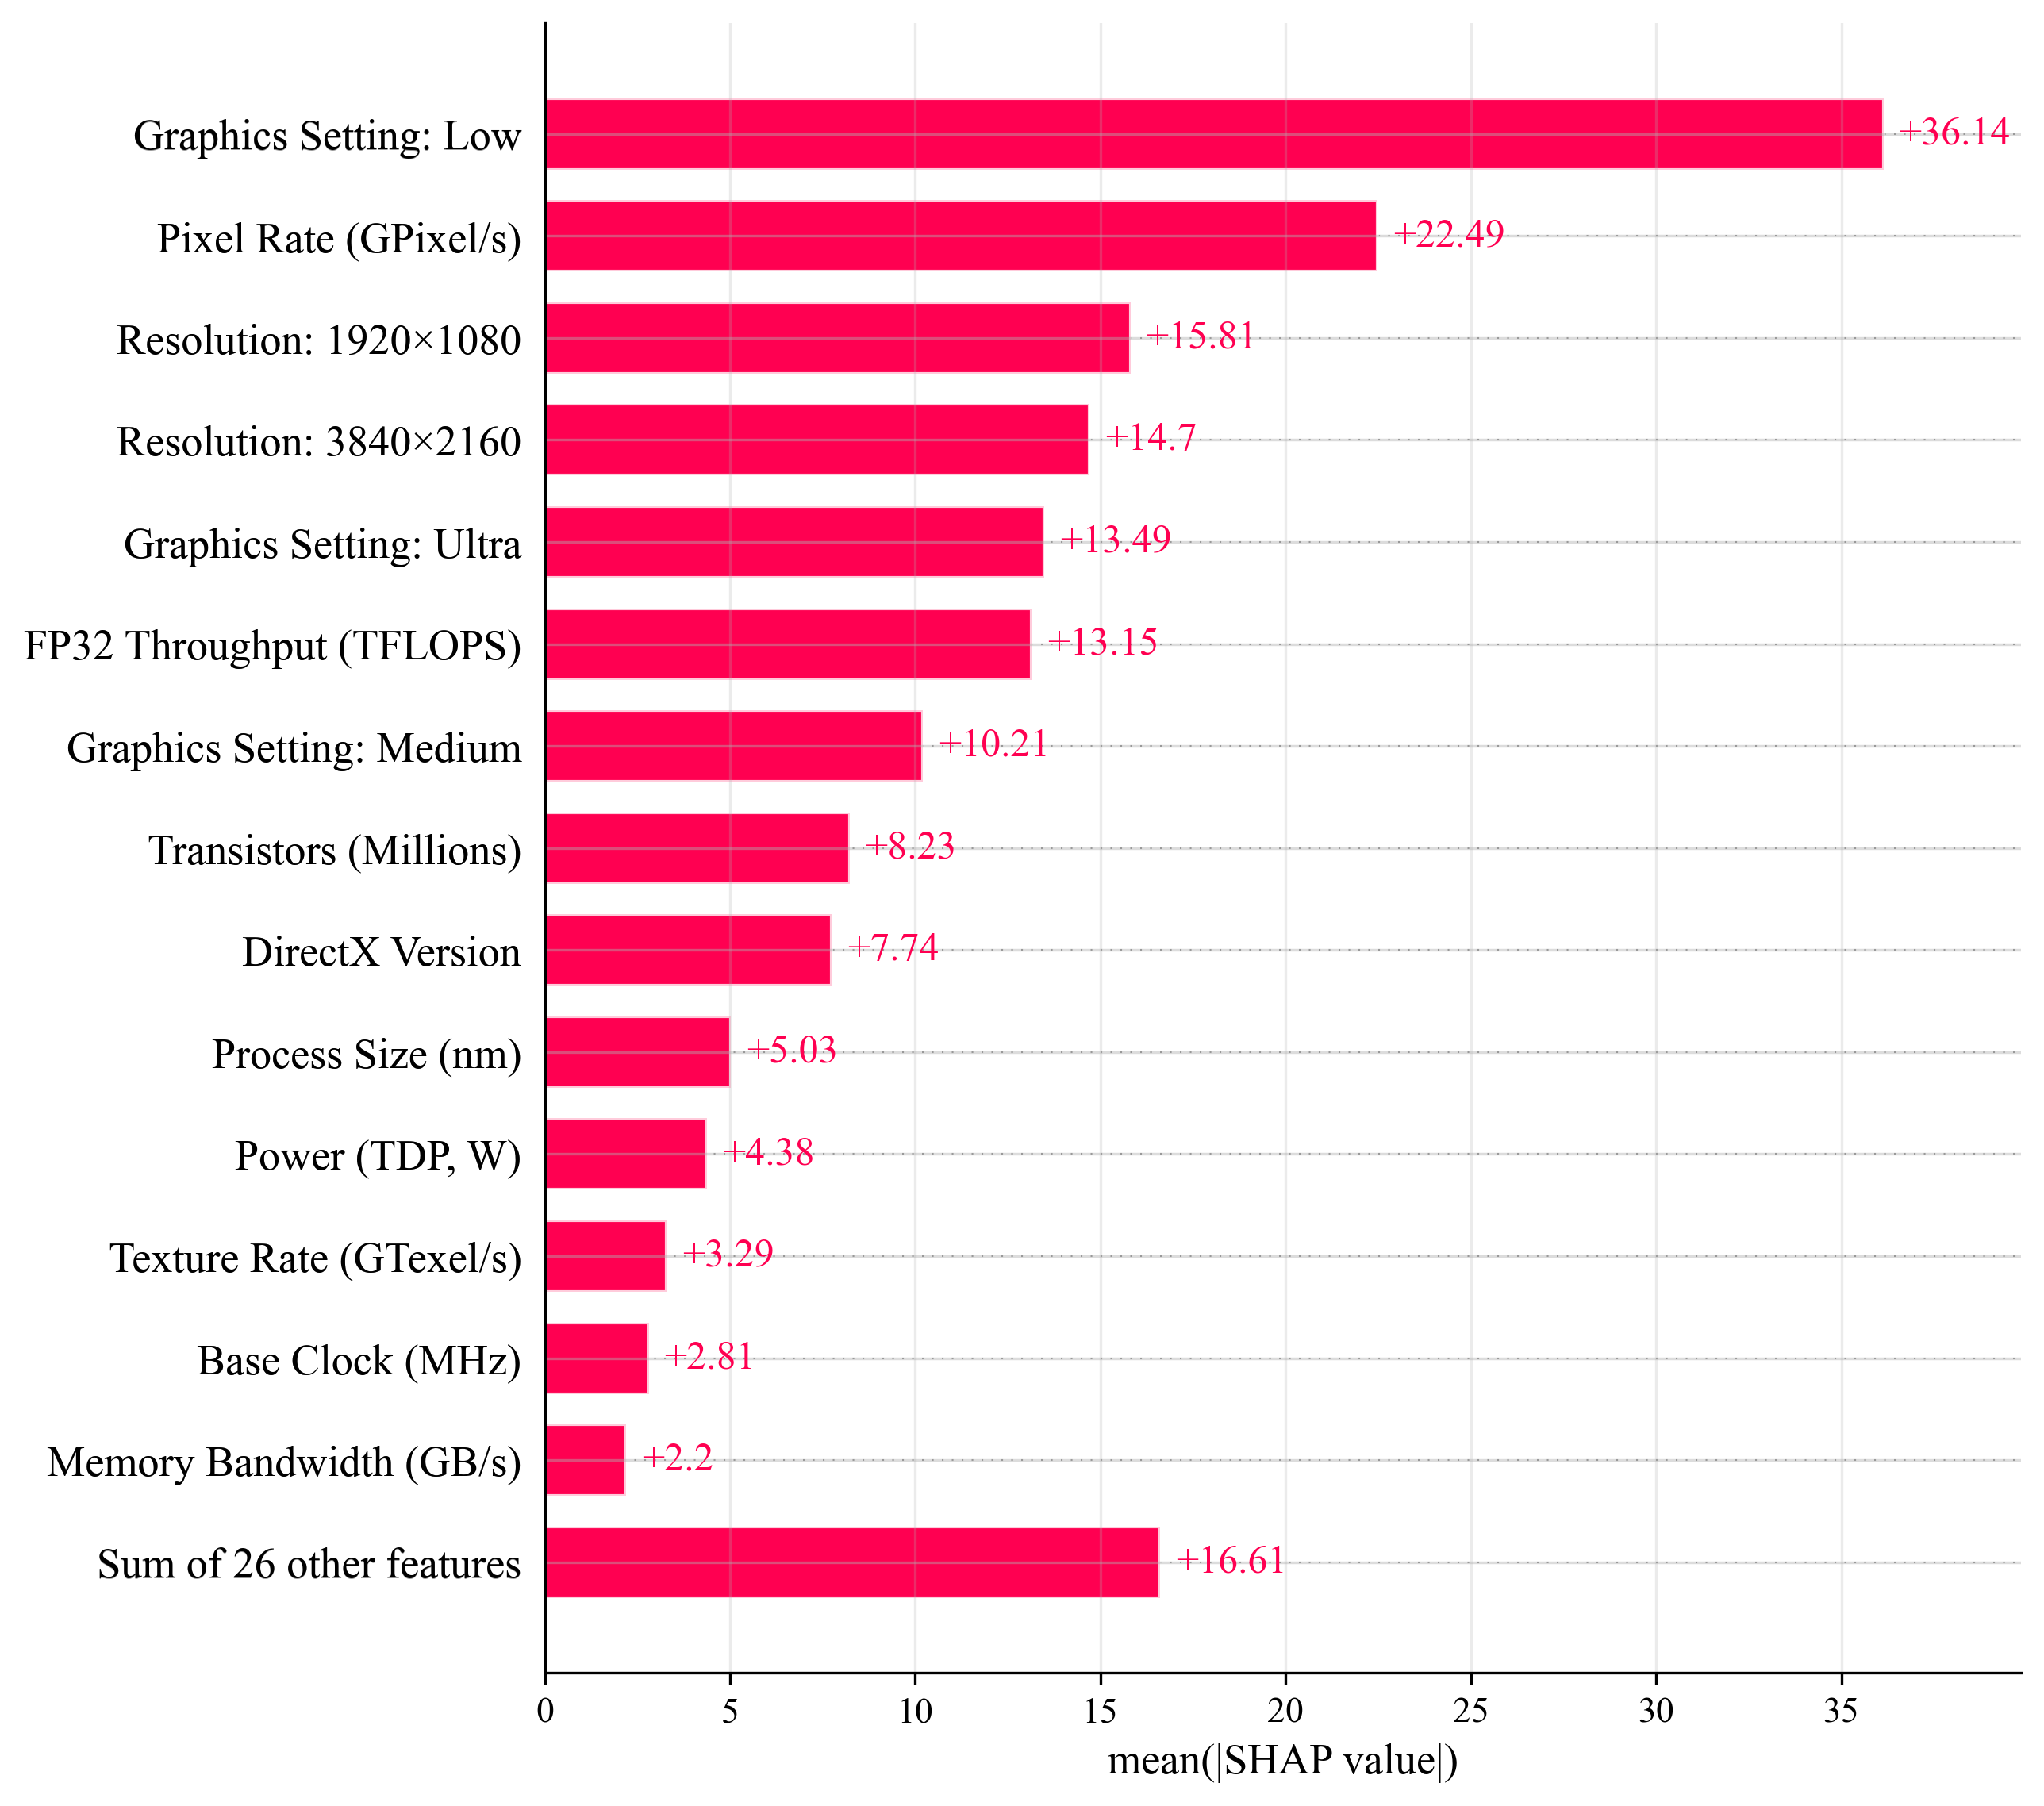 Graphics Setting: Low +36.14
Pixel Rate (GPixel/s) +22.49
Resolution: 1920×1080 +15.81
Resolution: 3840×2160 +14.7
Graphics Setting: Ultra +13.49
FP32 Throughput (TFLOPS) +13.15
Graphics Setting: Medium +10.21
Transistors (Millions) +8.23
DirectX Version +7.74
Process Size (nm) +5.03
Power (TDP, W) +4.38
Texture Rate (GTexel/s) +3.29
Base Clock (MHz) +2.81
Memory Bandwidth (GB/s) +2.2
Sum of 26 other features +16.61
0 5 10 15 20 25 30 35
mean(|SHAP value|)